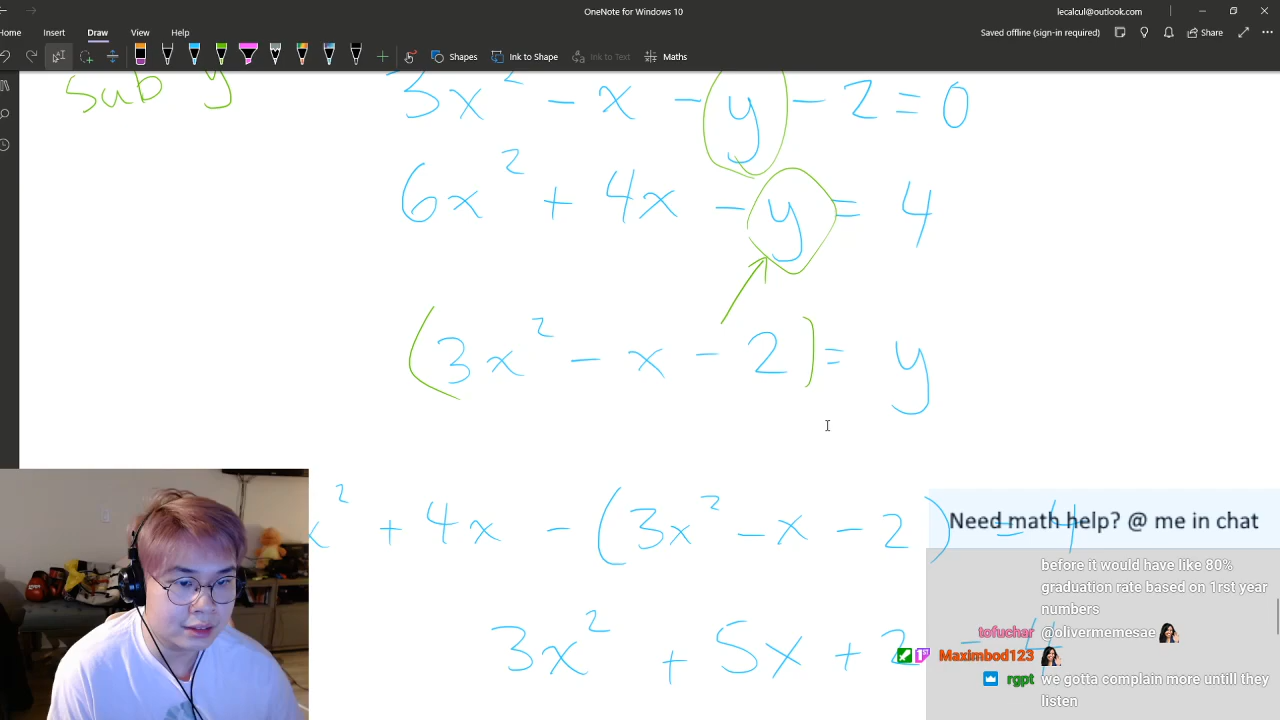 OneNote for Windows 10
lecalcul@outlook.com
Home Insert Draw View Help
Saved offline (sign-in required) Share
Shapes Ink to Shape Ink to Text Maths
Sub y
3x² - x - y - 2 = 0
6x² + 4x - y = 4
(3x² - x - 2) = y
x² + 4x - (3x² - x - 2) = 4
Need math help? @ me in chat
before it would have like 80%
graduation rate based on 1rst year
numbers
tofuchar @olivermemesae
3x² + 5x + 2 = 4
Maximbod123
rgpt we gotta complain more untill they
listen